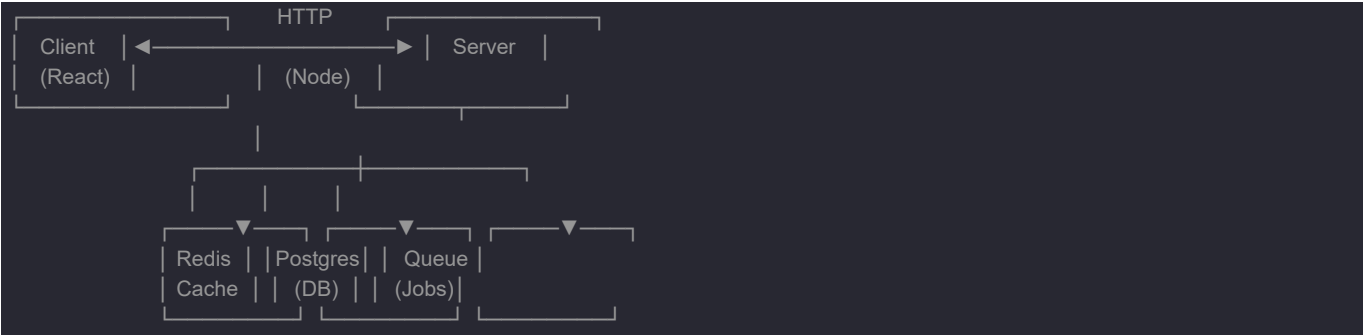 HTTP
Client Server
(React) (Node)
Redis Postgres Queue
Cache (DB) (Jobs)